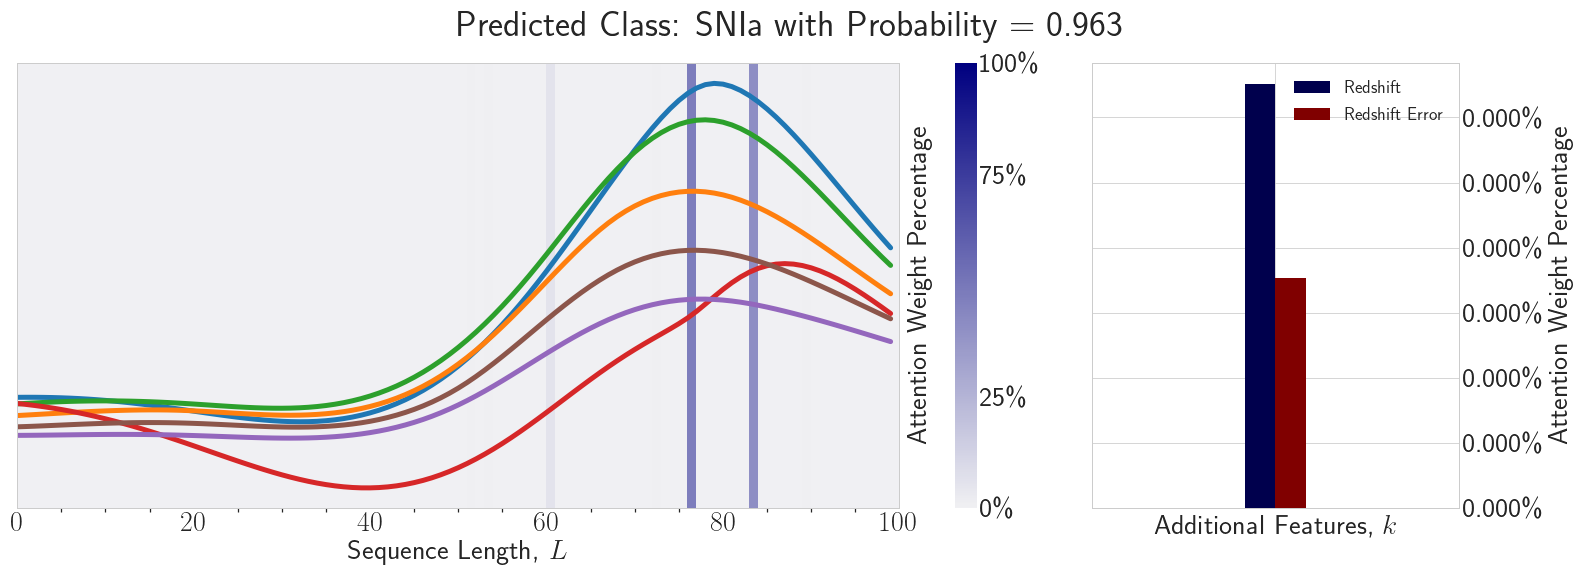 Predicted Class: SNIa with Probability = 0.963
0 20 40 60 80 100
Sequence Length, L
100%
75%
25%
0%
Attention Weight Percentage
Redshift
Redshift Error
Additional Features, k
0.000%
0.000%
0.000%
0.000%
0.000%
0.000%
0.000%
Attention Weight Percentage